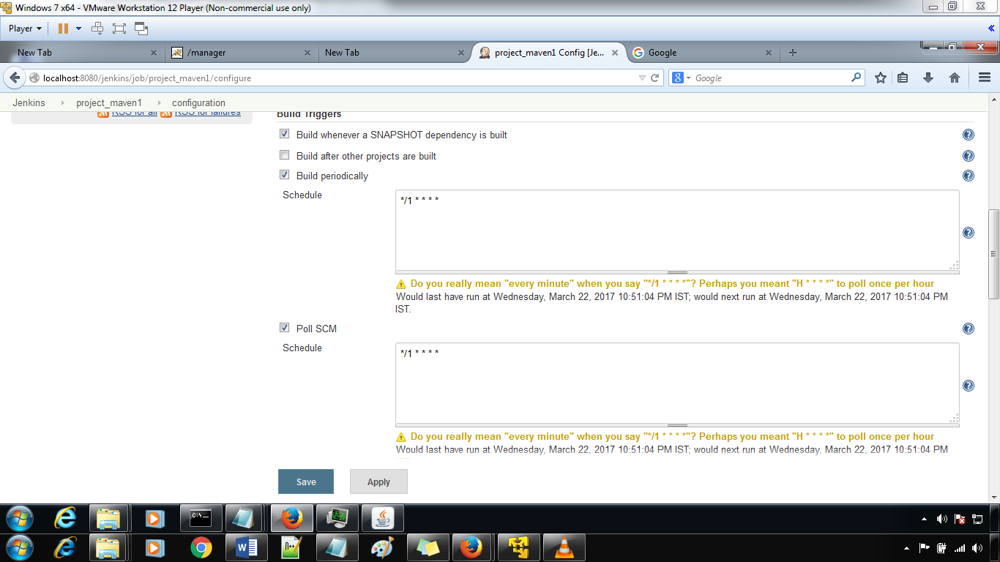 Windows 7 x64 - VMware Workstation 12 Player (Non-commercial use only)
Player
New Tab
/manager
New Tab
project_maven1 Config [Je...
Google
localhost:8080/jenkins/job/project_maven1/configure
8
Google
Jenkins
project_maven1
configuration
RSS for all
RSS for failures
Build Triggers
Build whenever a SNAPSHOT dependency is built
Build after other projects are built
Build periodically
Schedule
*/1 * * * *
Do you really mean "every minute" when you say "*/1 * * * *"? Perhaps you meant "H * * * *" to poll once per hour
Would last have run at Wednesday, March 22, 2017 10:51:04 PM IST; would next run at Wednesday, March 22, 2017 10:51:04 PM
IST.
Poll SCM
Schedule
*/1 * * * *
Do you really mean "every minute" when you say "*/1 * * * *"? Perhaps you meant "H * * * *" to poll once per hour
Would last have run at Wednesday, March 22, 2017 10:51:04 PM IST; would next run at Wednesday, March 22, 2017 10:51:04 PM
Save
Apply